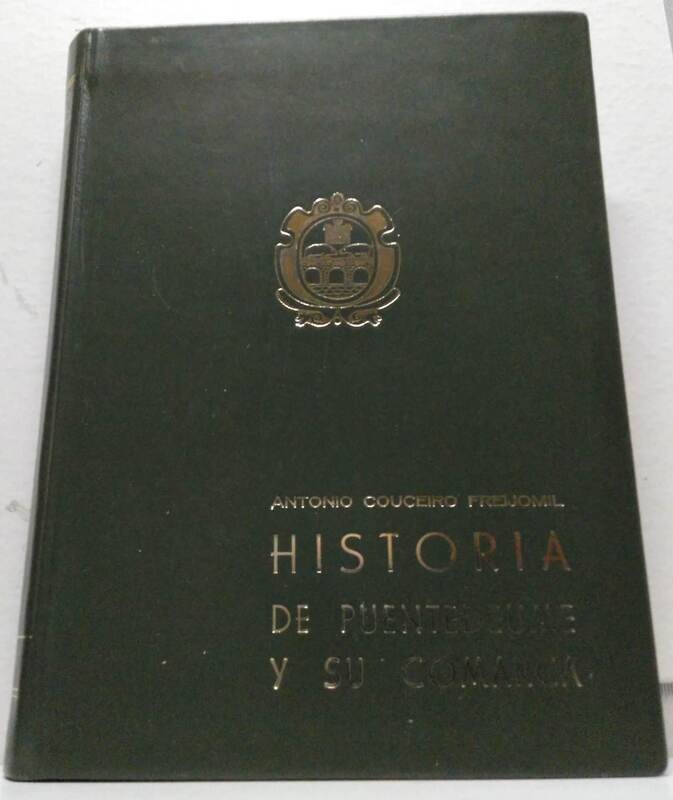 ANTONIO COUCEIRO FREIJOMIL
HISTORIA
DE PUENTEDEUME
Y SU COMARCA